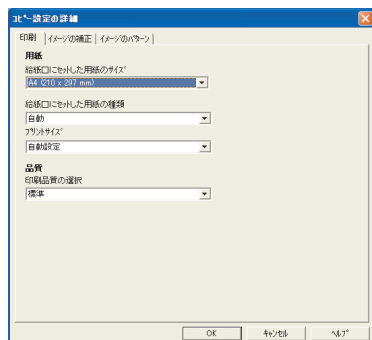 ｺﾋﾟｰ設定の詳細
印刷 イメージの補正 イメージのパターン
用紙
給紙口にセットした用紙のサイズ
A4 (210 x 297 mm)
給紙口にセットした用紙の種類
自動
ﾌﾟﾘﾝﾄｻｲｽﾞ
自動設定
品質
印刷品質の選択
標準
OK ｷｬﾝｾﾙ ﾍﾙﾌﾟ